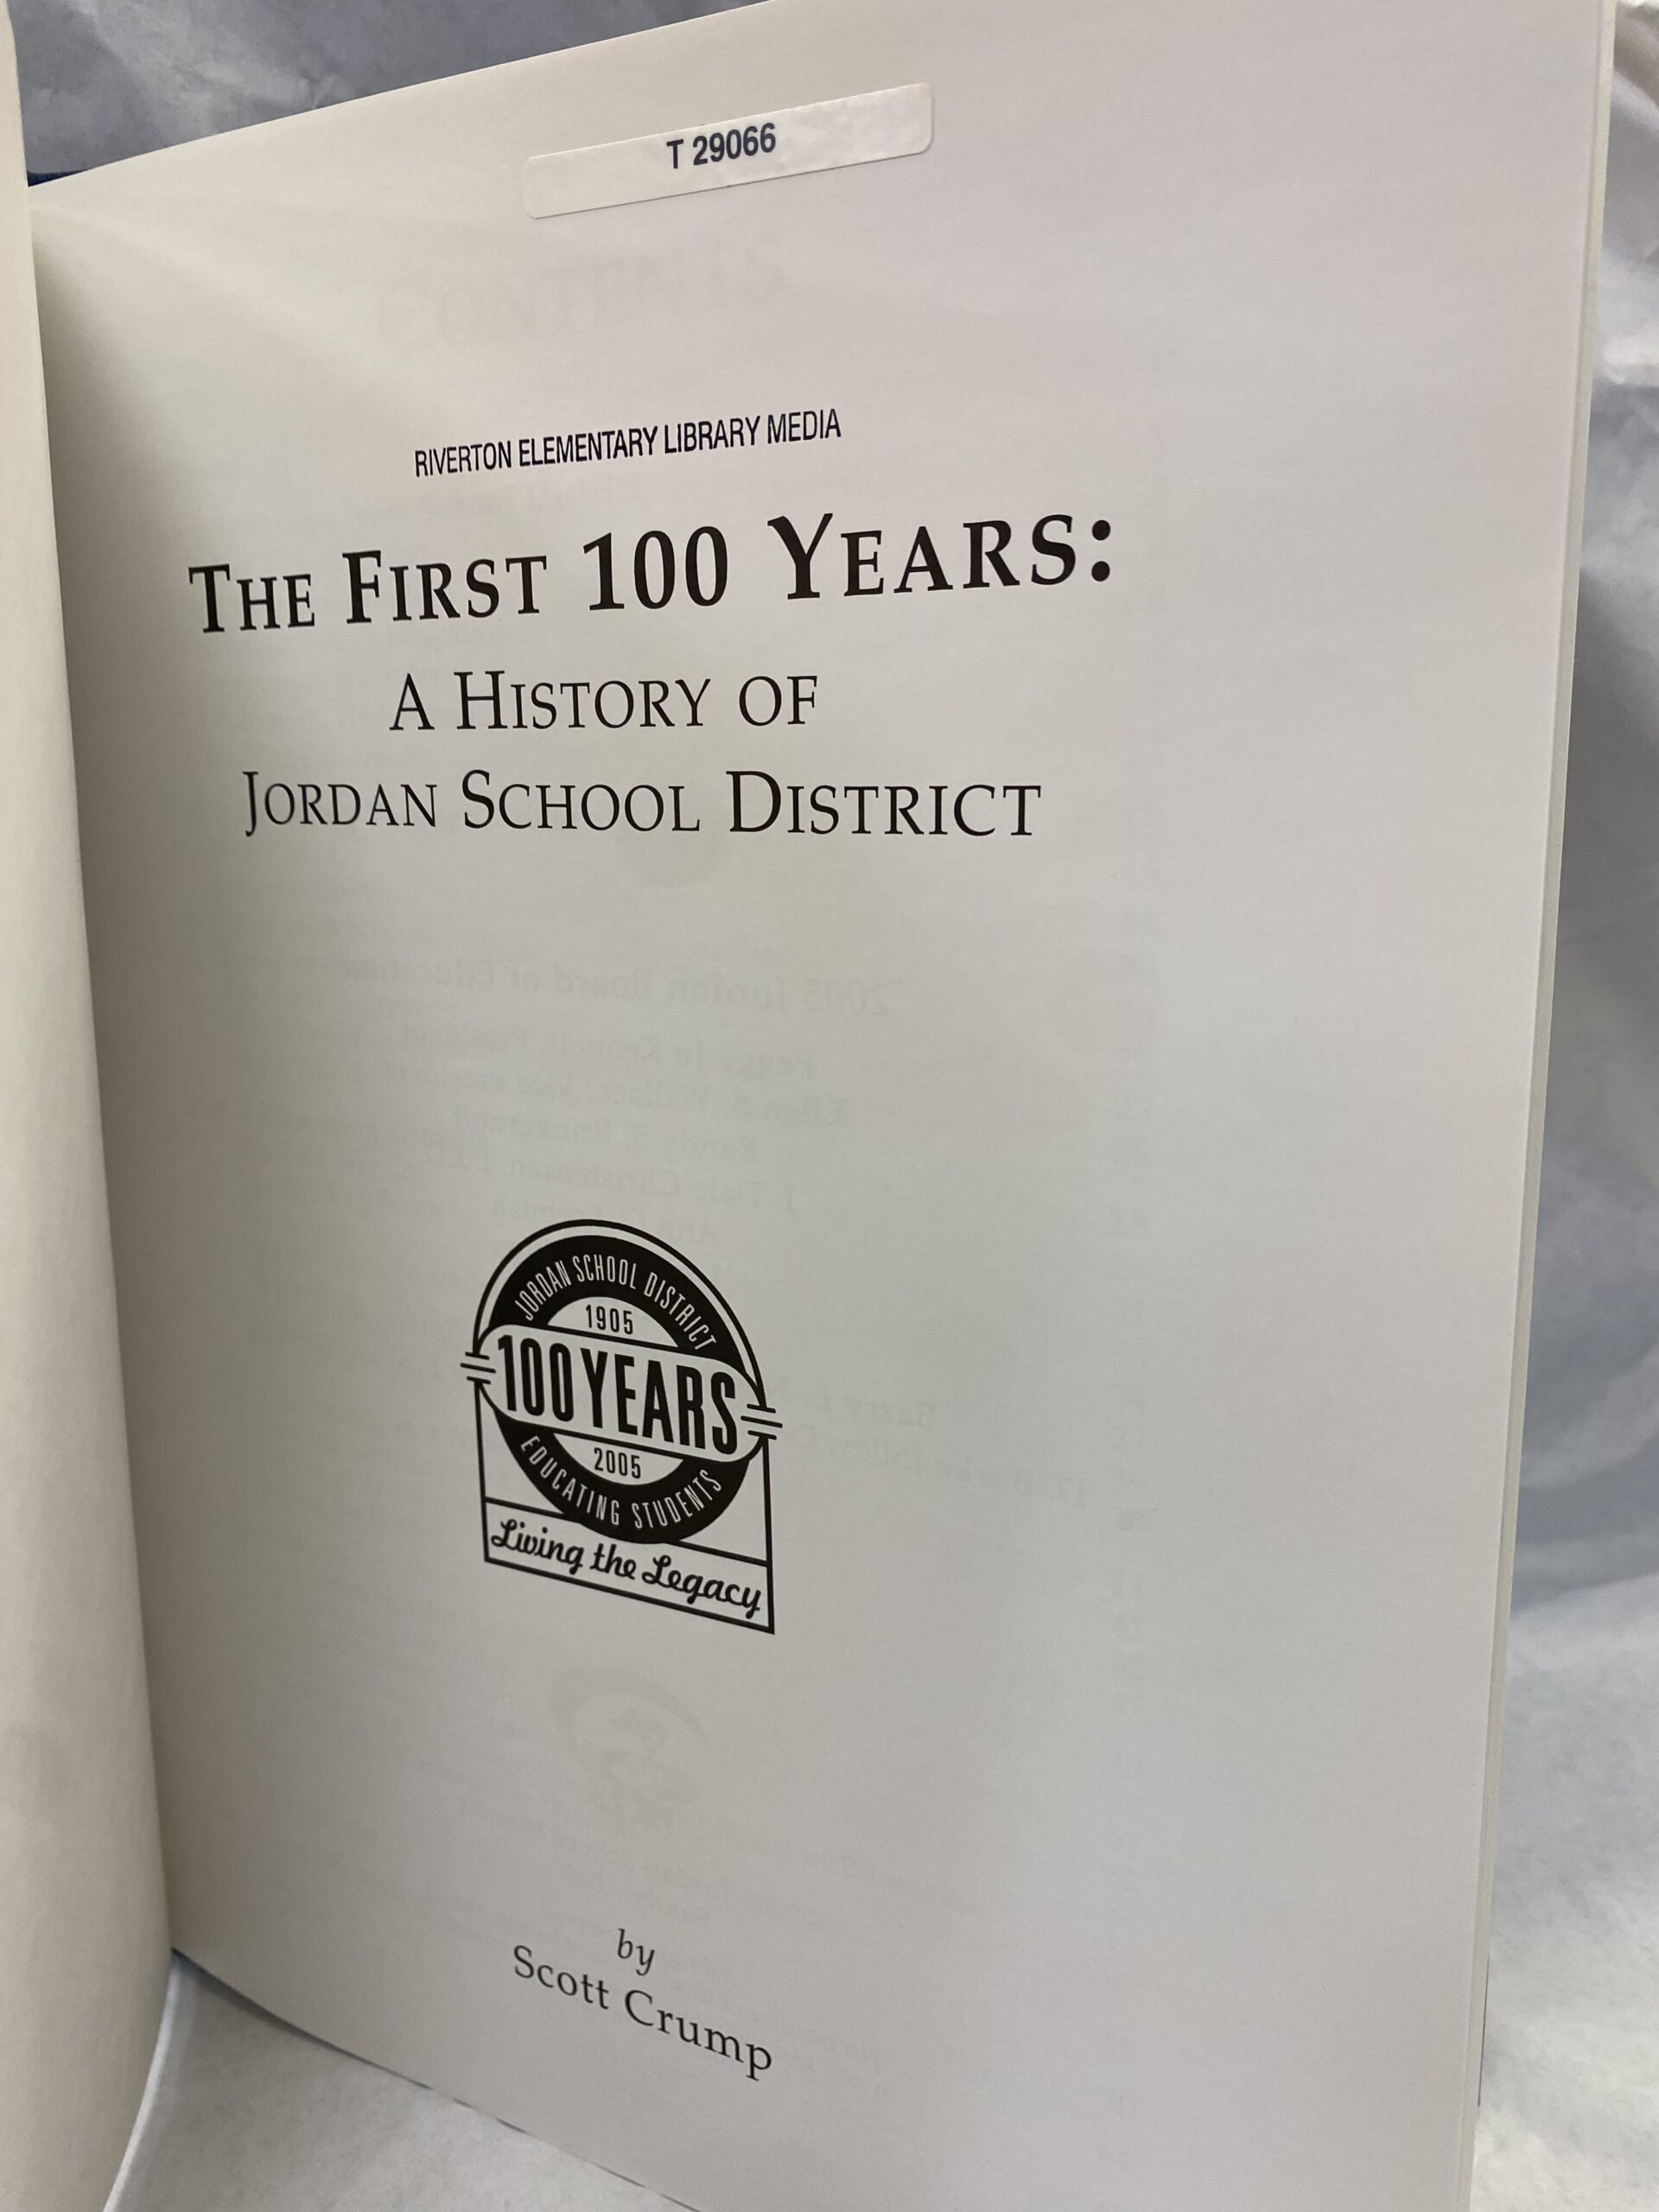 T 29066
RIVERTON ELEMENTARY LIBRARY MEDIA
THE FIRST 100 YEARS:
A HISTORY OF
JORDAN SCHOOL DISTRICT
JORDAN SCHOOL DISTRICT
1905
100 YEARS
2005
EDUCATING STUDENTS
Living the Legacy
by
Scott Crump